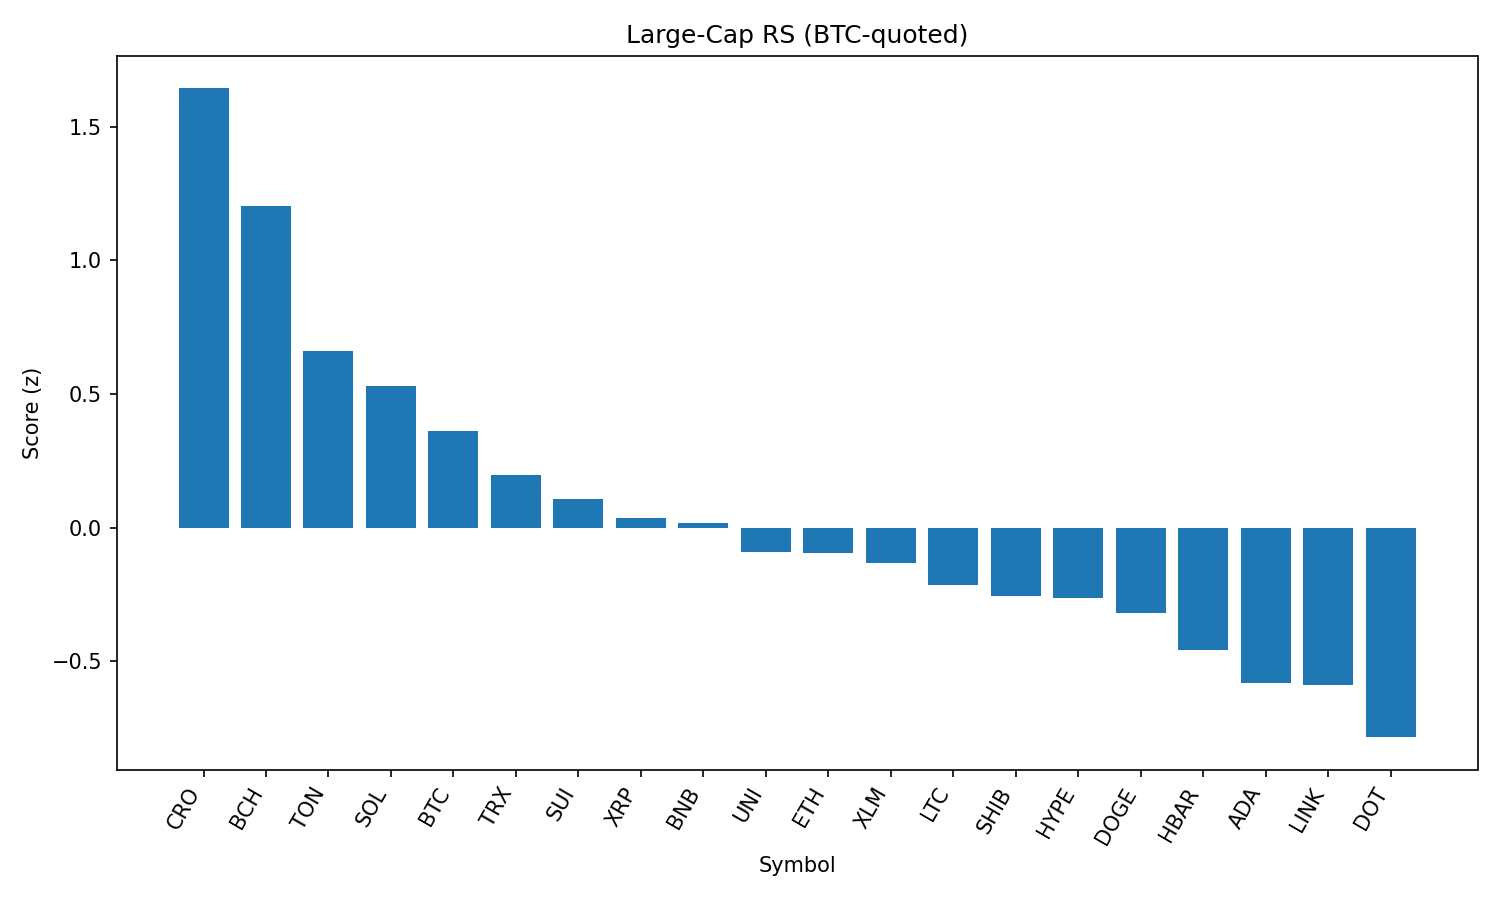 Large-Cap RS (BTC-quoted)
1.5
1.0
0.5
0.0
−0.5
Score (z)
CRO
BCH
TON
SOL
BTC
TRX
SUI
XRP
BNB
UNI
ETH
XLM
LTC
SHIB
HYPE
DOGE
HBAR
ADA
LINK
DOT
Symbol